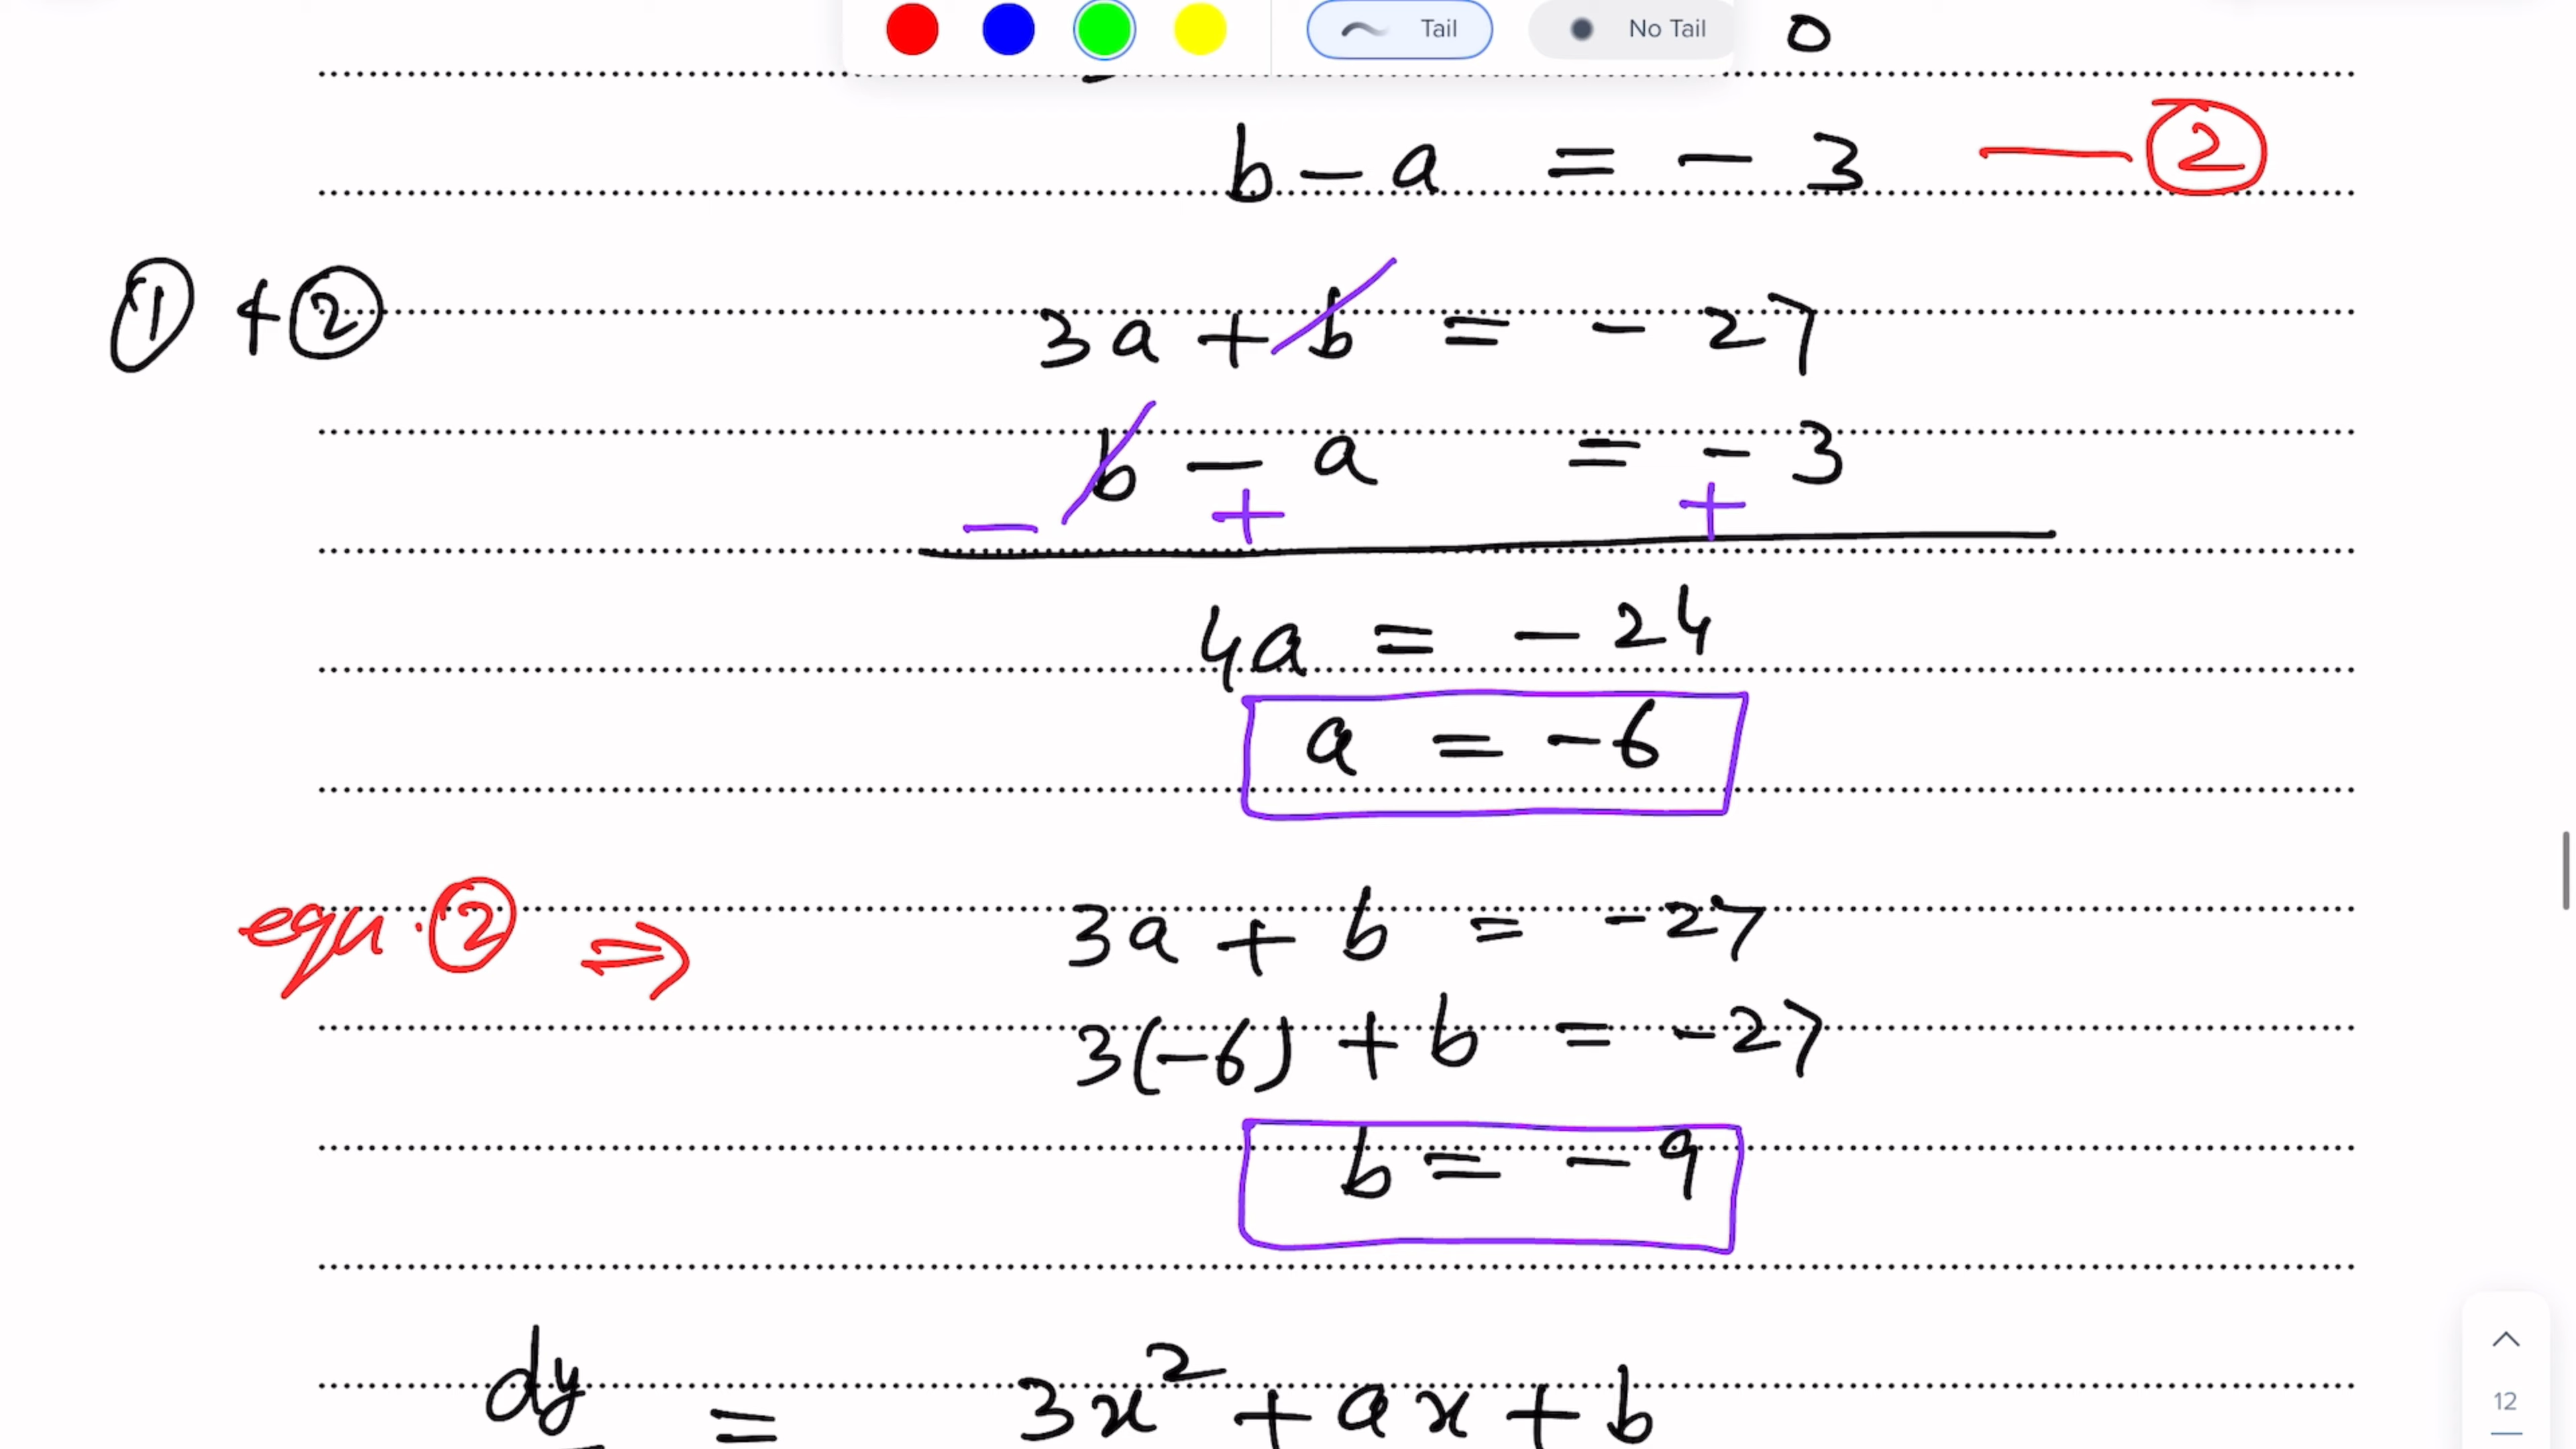 Tail No Tail
0
b - a = - 3 — ②
① + ② 3a + b = - 27
b - a = - 3
- + +
4a = - 24
a = -6
equ. ② ⇒ 3a + b = -27
3(-6) + b = -27
b = - 9
dy = 3x² + ax + b
12